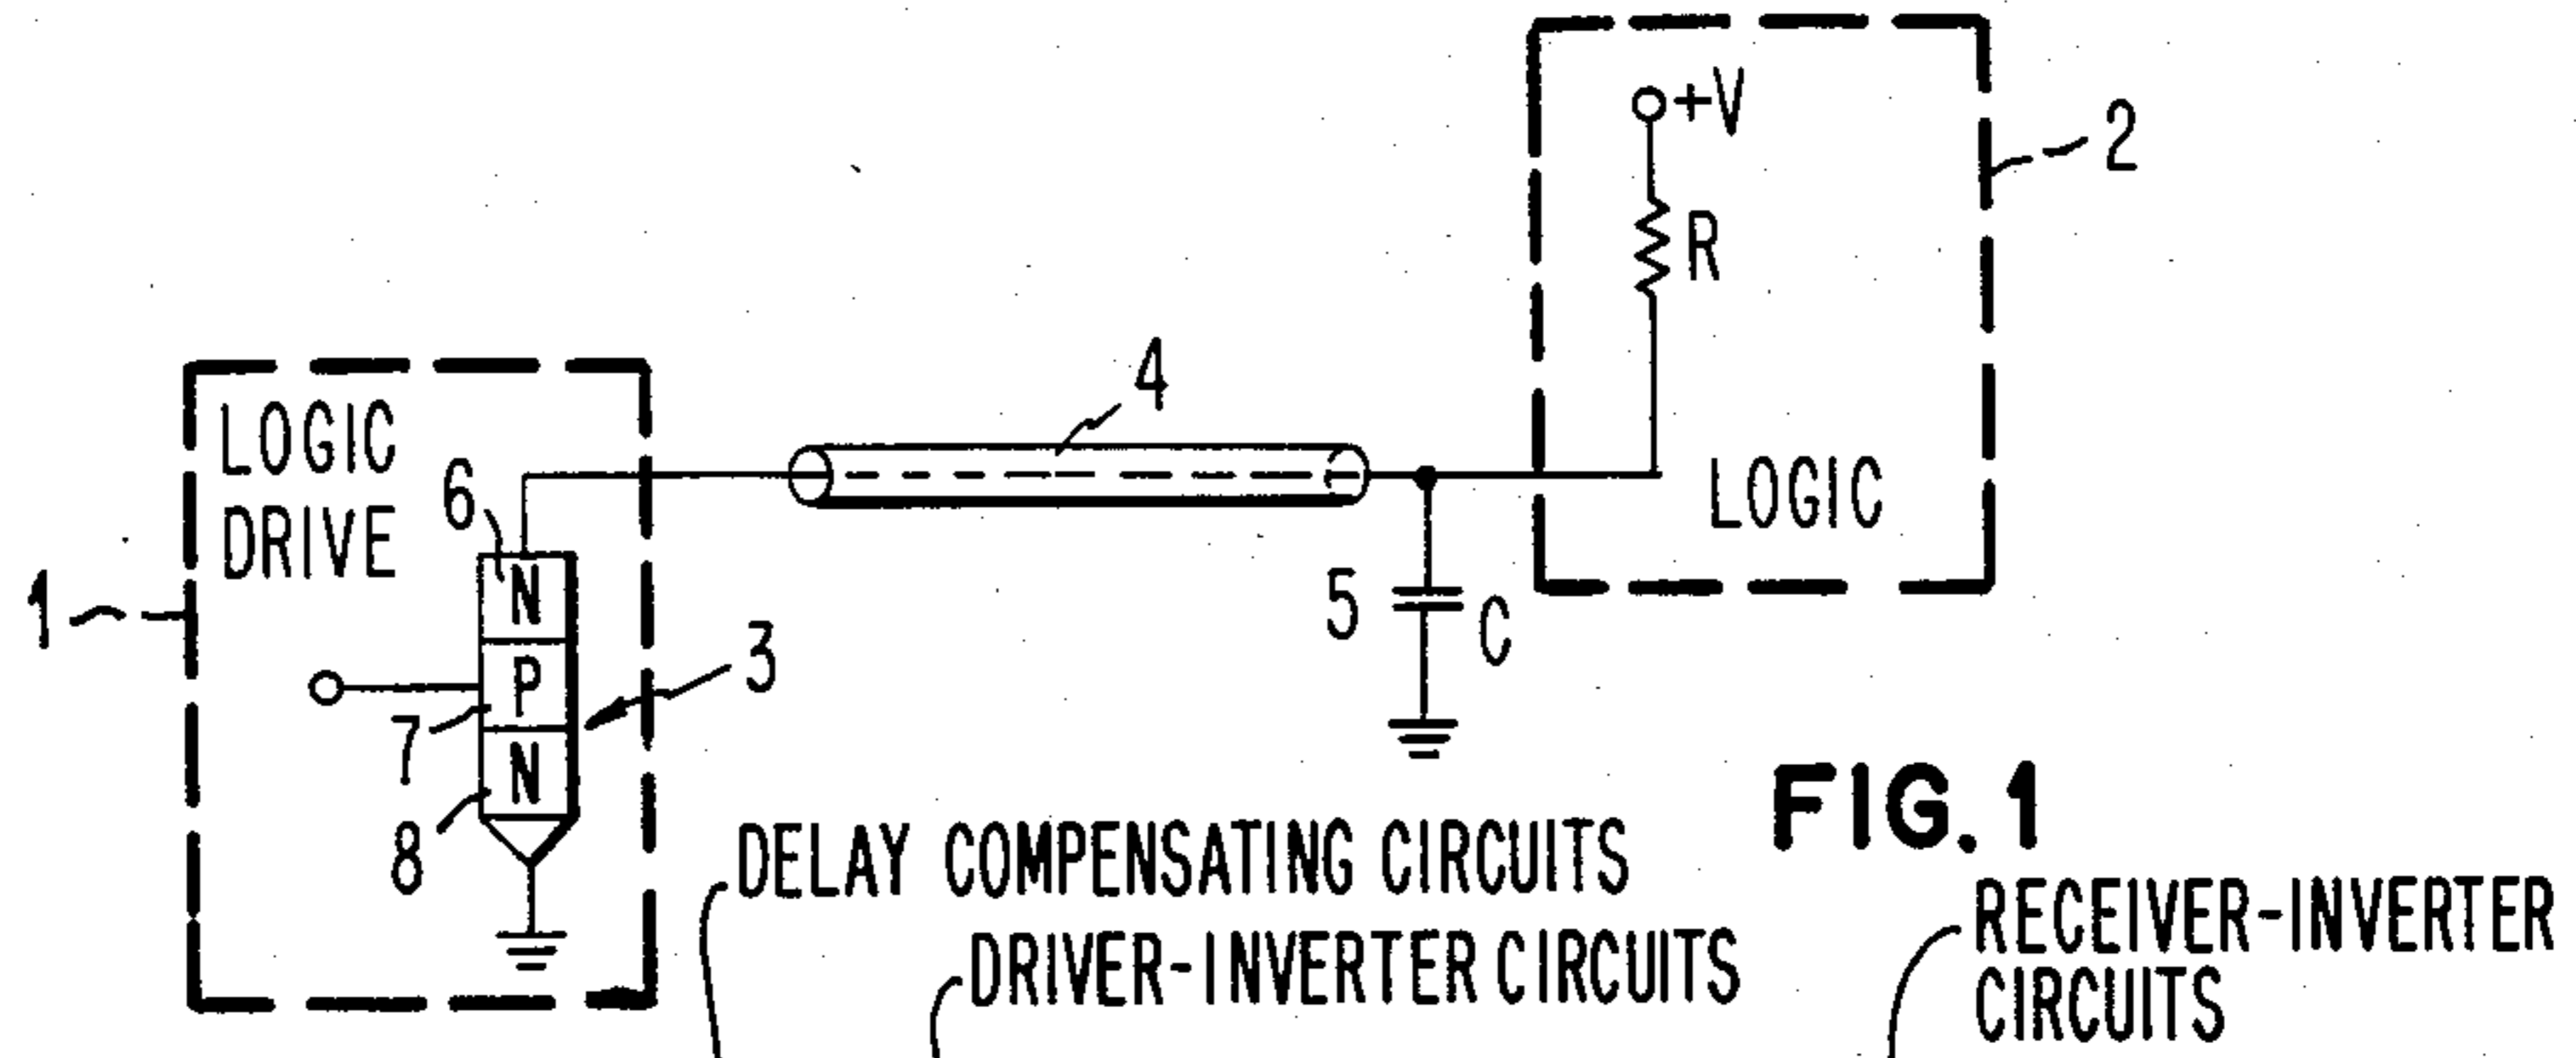 +V
2
R
4
LOGIC
DRIVE
6
N
LOGIC
1
5
C
3
P
7
N
8
FIG. 1
DELAY COMPENSATING CIRCUITS
DRIVER-INVERTER CIRCUITS
RECEIVER-INVERTER
CIRCUITS